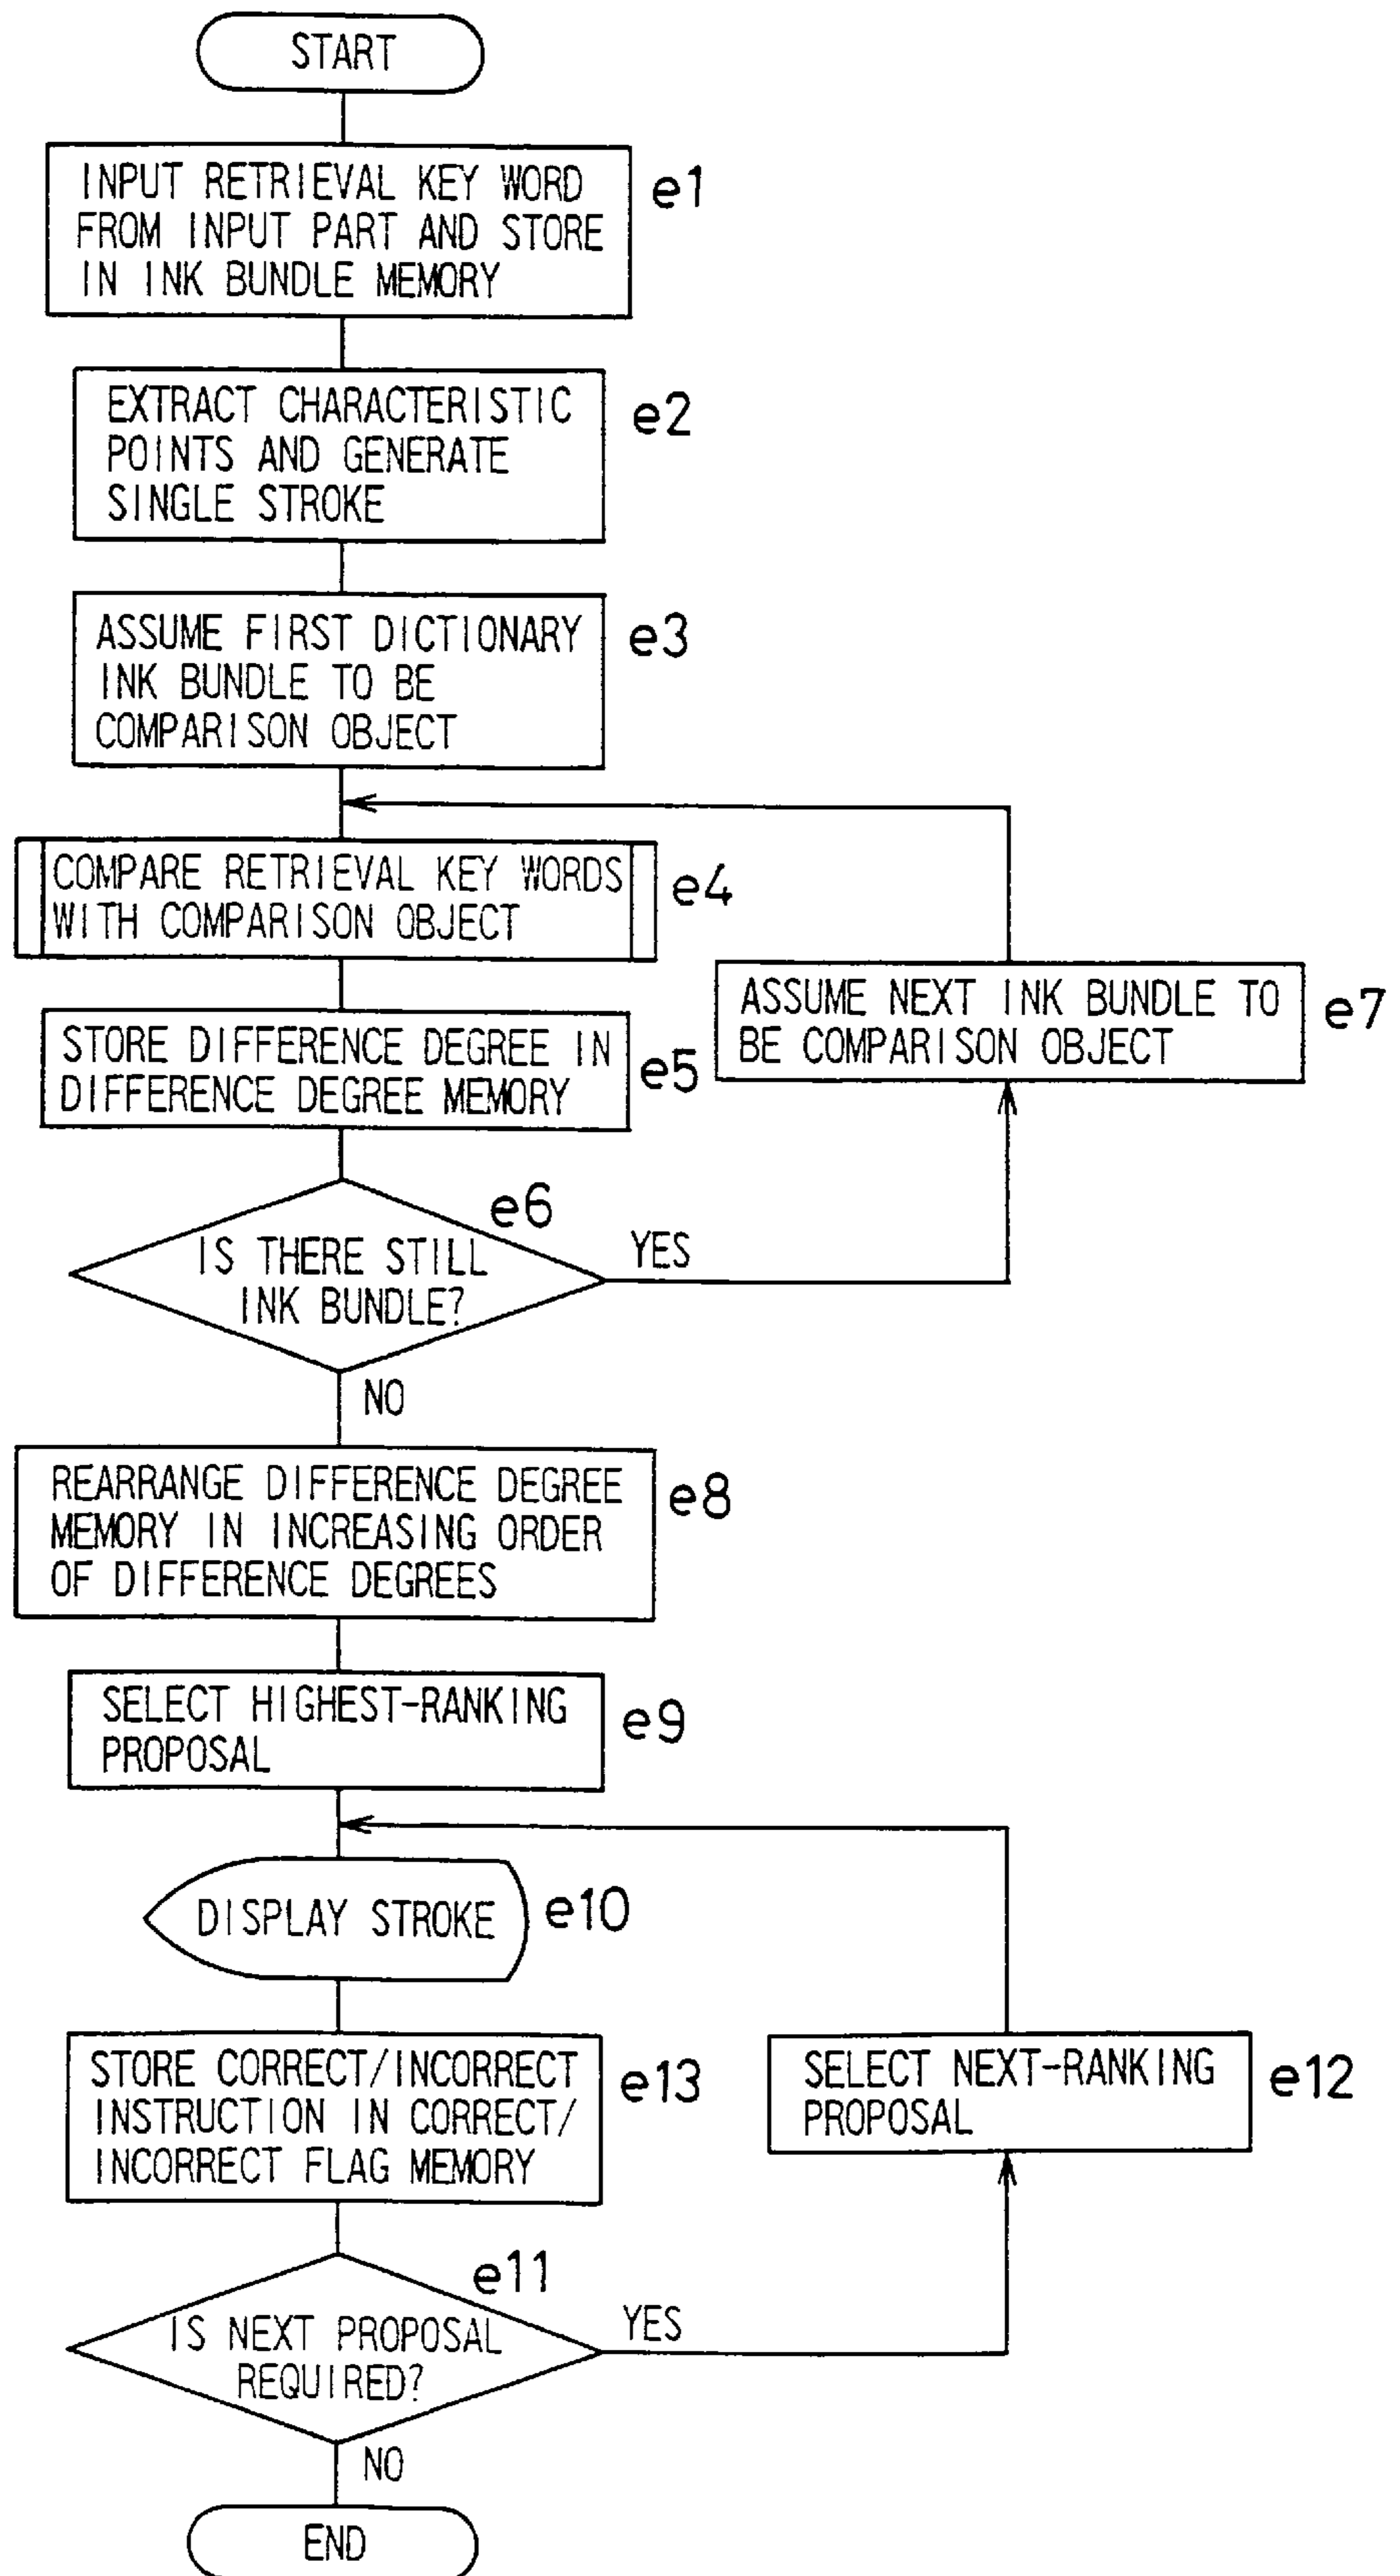 START
INPUT RETRIEVAL KEY WORD
FROM INPUT PART AND STORE
IN INK BUNDLE MEMORY
e1
EXTRACT CHARACTERISTIC
POINTS AND GENERATE
SINGLE STROKE
e2
ASSUME FIRST DICTIONARY
INK BUNDLE TO BE
COMPARISON OBJECT
e3
COMPARE RETRIEVAL KEY WORDS
WITH COMPARISON OBJECT
e4
ASSUME NEXT INK BUNDLE TO
BE COMPARISON OBJECT
e7
STORE DIFFERENCE DEGREE IN
DIFFERENCE DEGREE MEMORY
e5
e6
IS THERE STILL
INK BUNDLE?
YES
NO
REARRANGE DIFFERENCE DEGREE
MEMORY IN INCREASING ORDER
OF DIFFERENCE DEGREES
e8
SELECT HIGHEST-RANKING
PROPOSAL
e9
DISPLAY STROKE
e10
STORE CORRECT/INCORRECT
INSTRUCTION IN CORRECT/
INCORRECT FLAG MEMORY
e13
SELECT NEXT-RANKING
PROPOSAL
e12
e11
IS NEXT PROPOSAL
REQUIRED?
YES
NO
END